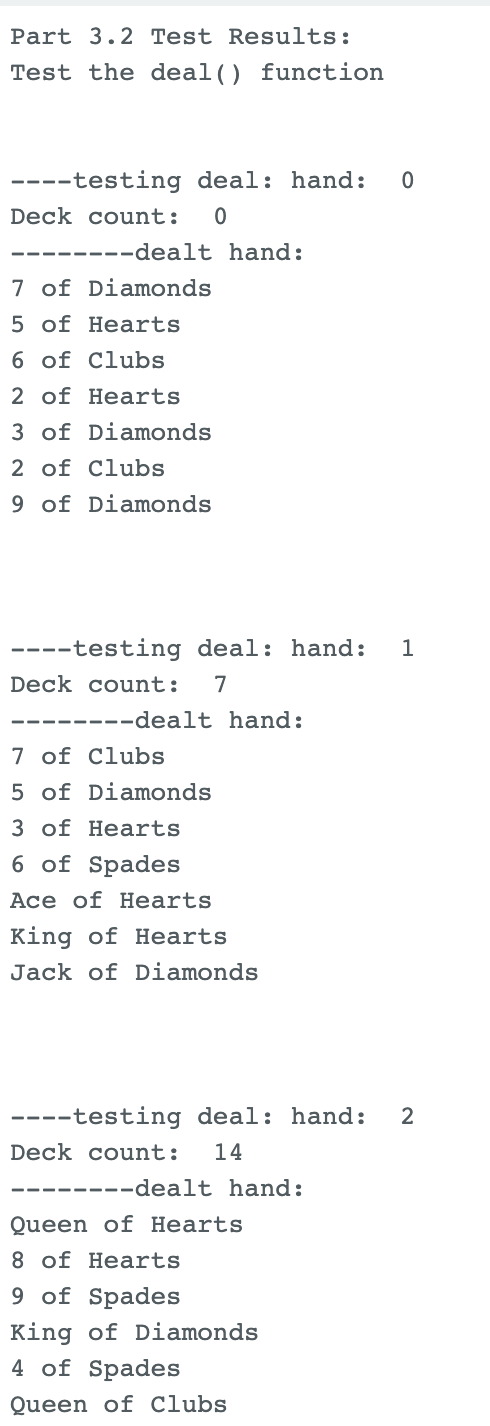 Part 3.2 Test Results:
Test the deal() function
----testing deal: hand:  0
Deck count:  0
--------dealt hand:
7 of Diamonds
5 of Hearts
6 of Clubs
2 of Hearts
3 of Diamonds
2 of Clubs
9 of Diamonds
----testing deal: hand:  1
Deck count:  7
--------dealt hand:
7 of Clubs
5 of Diamonds
3 of Hearts
6 of Spades
Ace of Hearts
King of Hearts
Jack of Diamonds
----testing deal: hand:  2
Deck count:  14
--------dealt hand:
Queen of Hearts
8 of Hearts
9 of Spades
King of Diamonds
4 of Spades
Queen of Clubs